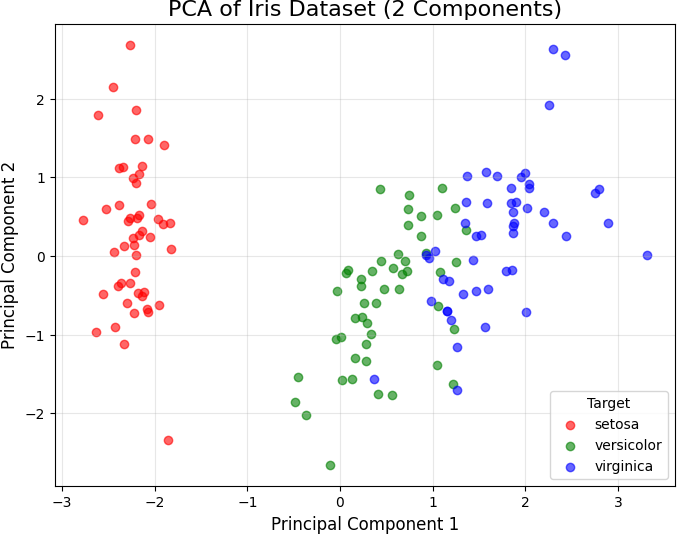 PCA of Iris Dataset (2 Components)
Principal Component 2
2
1
0
−1
−2
−3
−2
−1
0
1
2
3
Principal Component 1
Target
setosa
versicolor
virginica